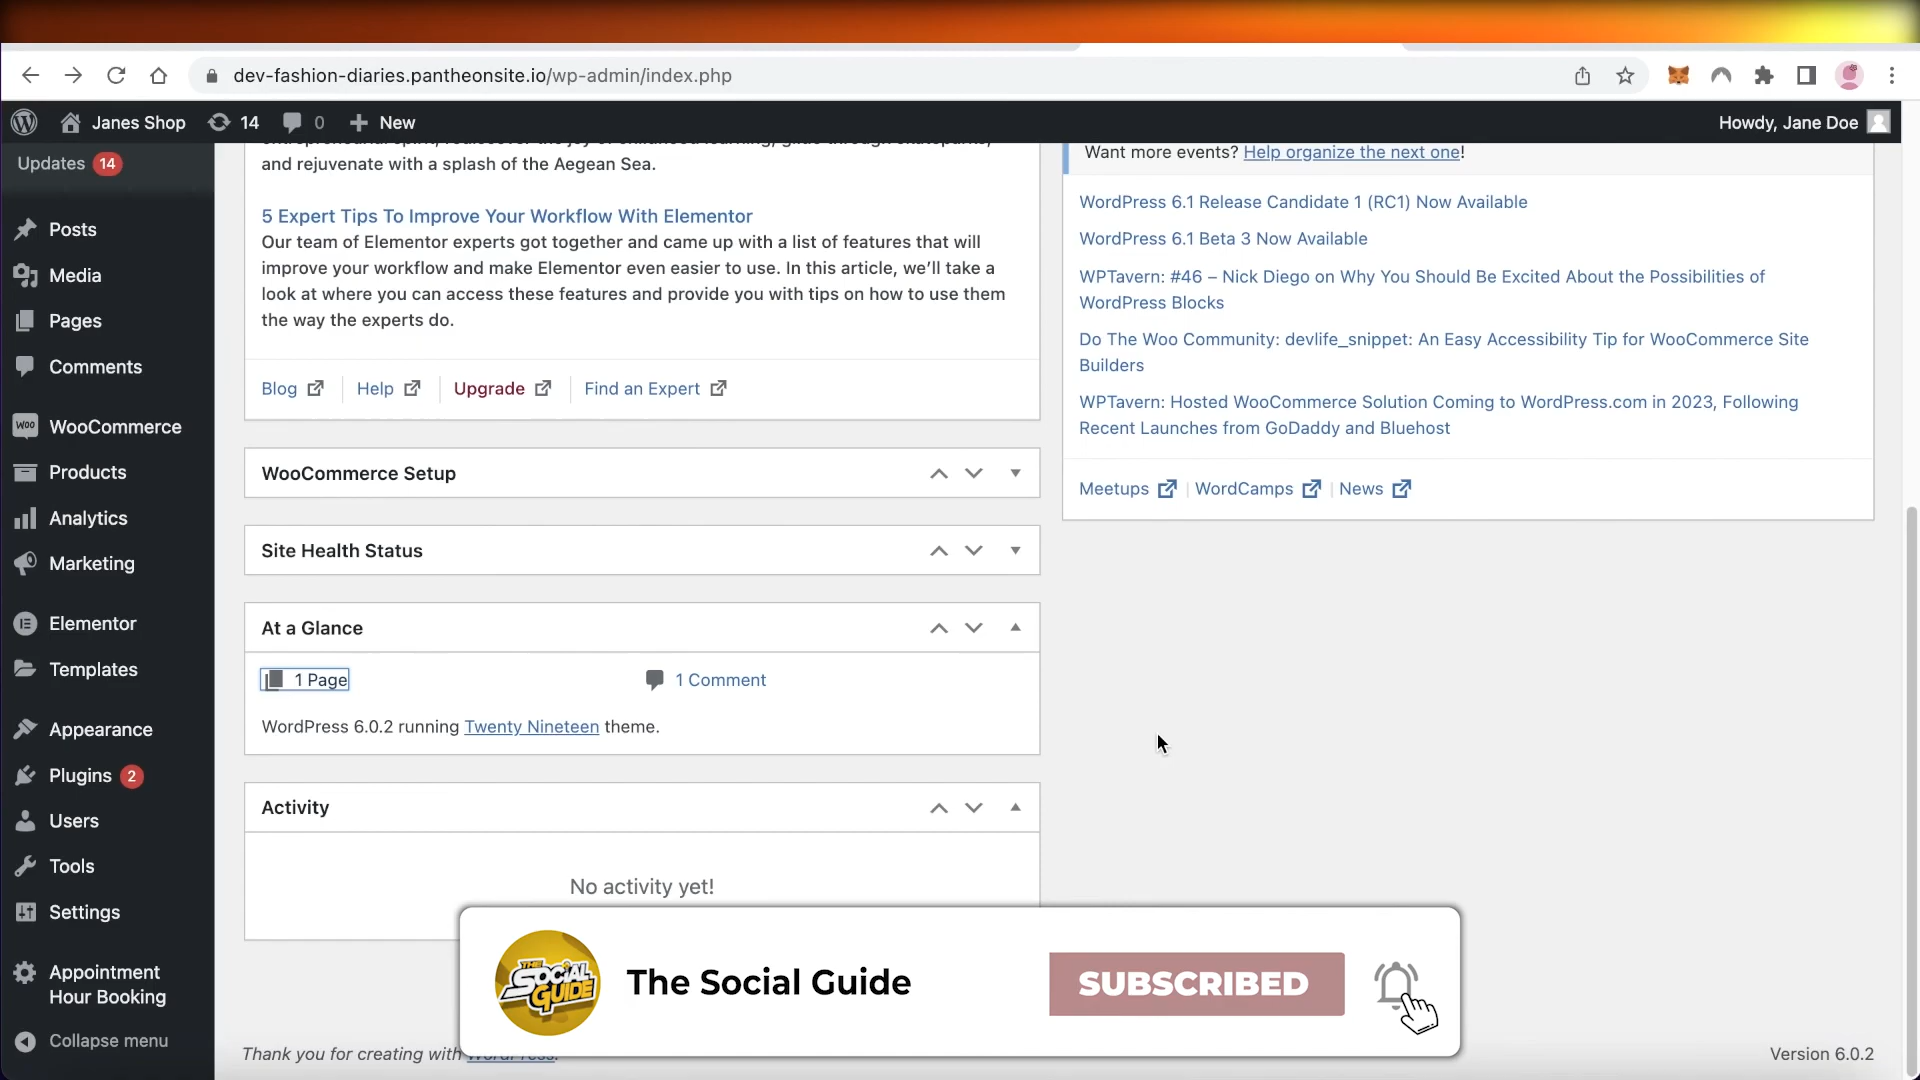 dev-fashion-diaries.pantheonsite.io/wp-admin/index.php
Janes Shop
14
0
New
Howdy, Jane Doe
Updates 14
Posts
Media
Pages
Comments
WooCommerce
Products
Analytics
Marketing
Elementor
Templates
Appearance
Plugins 2
Users
Tools
Settings
Appointment
Hour Booking
Collapse menu
and rejuvenate with a splash of the Aegean Sea.
5 Expert Tips To Improve Your Workflow With Elementor
Our team of Elementor experts got together and came up with a list of features that will
improve your workflow and make Elementor even easier to use. In this article, we’ll take a
look at where you can access these features and provide you with tips on how to use them
the way the experts do.
Blog
Help
Upgrade
Find an Expert
WooCommerce Setup
Site Health Status
At a Glance
1 Page
1 Comment
WordPress 6.0.2 running Twenty Nineteen theme.
Activity
No activity yet!
Want more events? Help organize the next one!
WordPress 6.1 Release Candidate 1 (RC1) Now Available
WordPress 6.1 Beta 3 Now Available
WPTavern: #46 – Nick Diego on Why You Should Be Excited About the Possibilities of
WordPress Blocks
Do The Woo Community: devlife_snippet: An Easy Accessibility Tip for WooCommerce Site
Builders
WPTavern: Hosted WooCommerce Solution Coming to WordPress.com in 2023, Following
Recent Launches from GoDaddy and Bluehost
Meetups
WordCamps
News
THE SOCIAL GUIDE
The Social Guide
SUBSCRIBED
Thank you for creating with WordPress.
Version 6.0.2